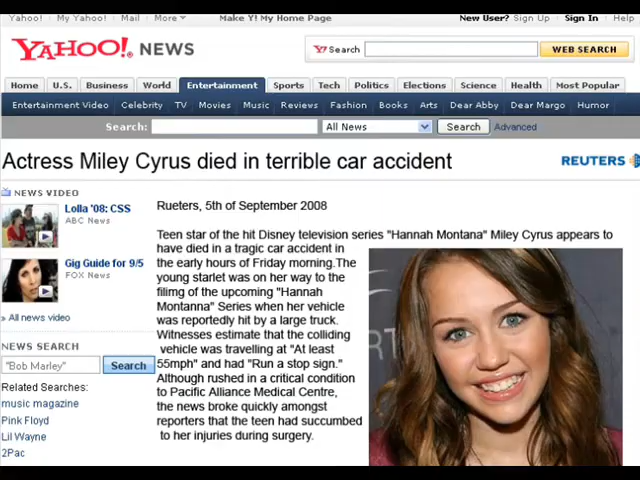 Yahoo! My Yahoo! Mail More Make Y! My Home Page New User? Sign Up Sign In Help
YAHOO! NEWS
Y! Search WEB SEARCH
Home U.S. Business World Entertainment Sports Tech Politics Elections Science Health Most Popular
Entertainment Video Celebrity TV Movies Music Reviews Fashion Books Arts Dear Abby Dear Margo Humor
Search: All News Search Advanced
Actress Miley Cyrus died in terrible car accident
REUTERS
NEWS VIDEO
Lolla '08: CSS
ABC News
Gig Guide for 9/5
FOX News
» All news video
NEWS SEARCH
"Bob Marley" Search
Related Searches:
music magazine
Pink Floyd
Lil Wayne
2Pac
Rueters, 5th of September 2008
Teen star of the hit Disney television series "Hannah Montana" Miley Cyrus appears to
have died in a tragic car accident in
the early hours of Friday morning.The
young starlet was on her way to the
filimg of the upcoming "Hannah
Montanna" Series when her vehicle
was reportedly hit by a large truck.
Witnesses estimate that the colliding
vehicle was travelling at "At least
55mph" and had "Run a stop sign."
Although rushed in a critical condition
to Pacific Alliance Medical Centre,
the news broke quickly amongst
reporters that the teen had succumbed
to her injuries during surgery.